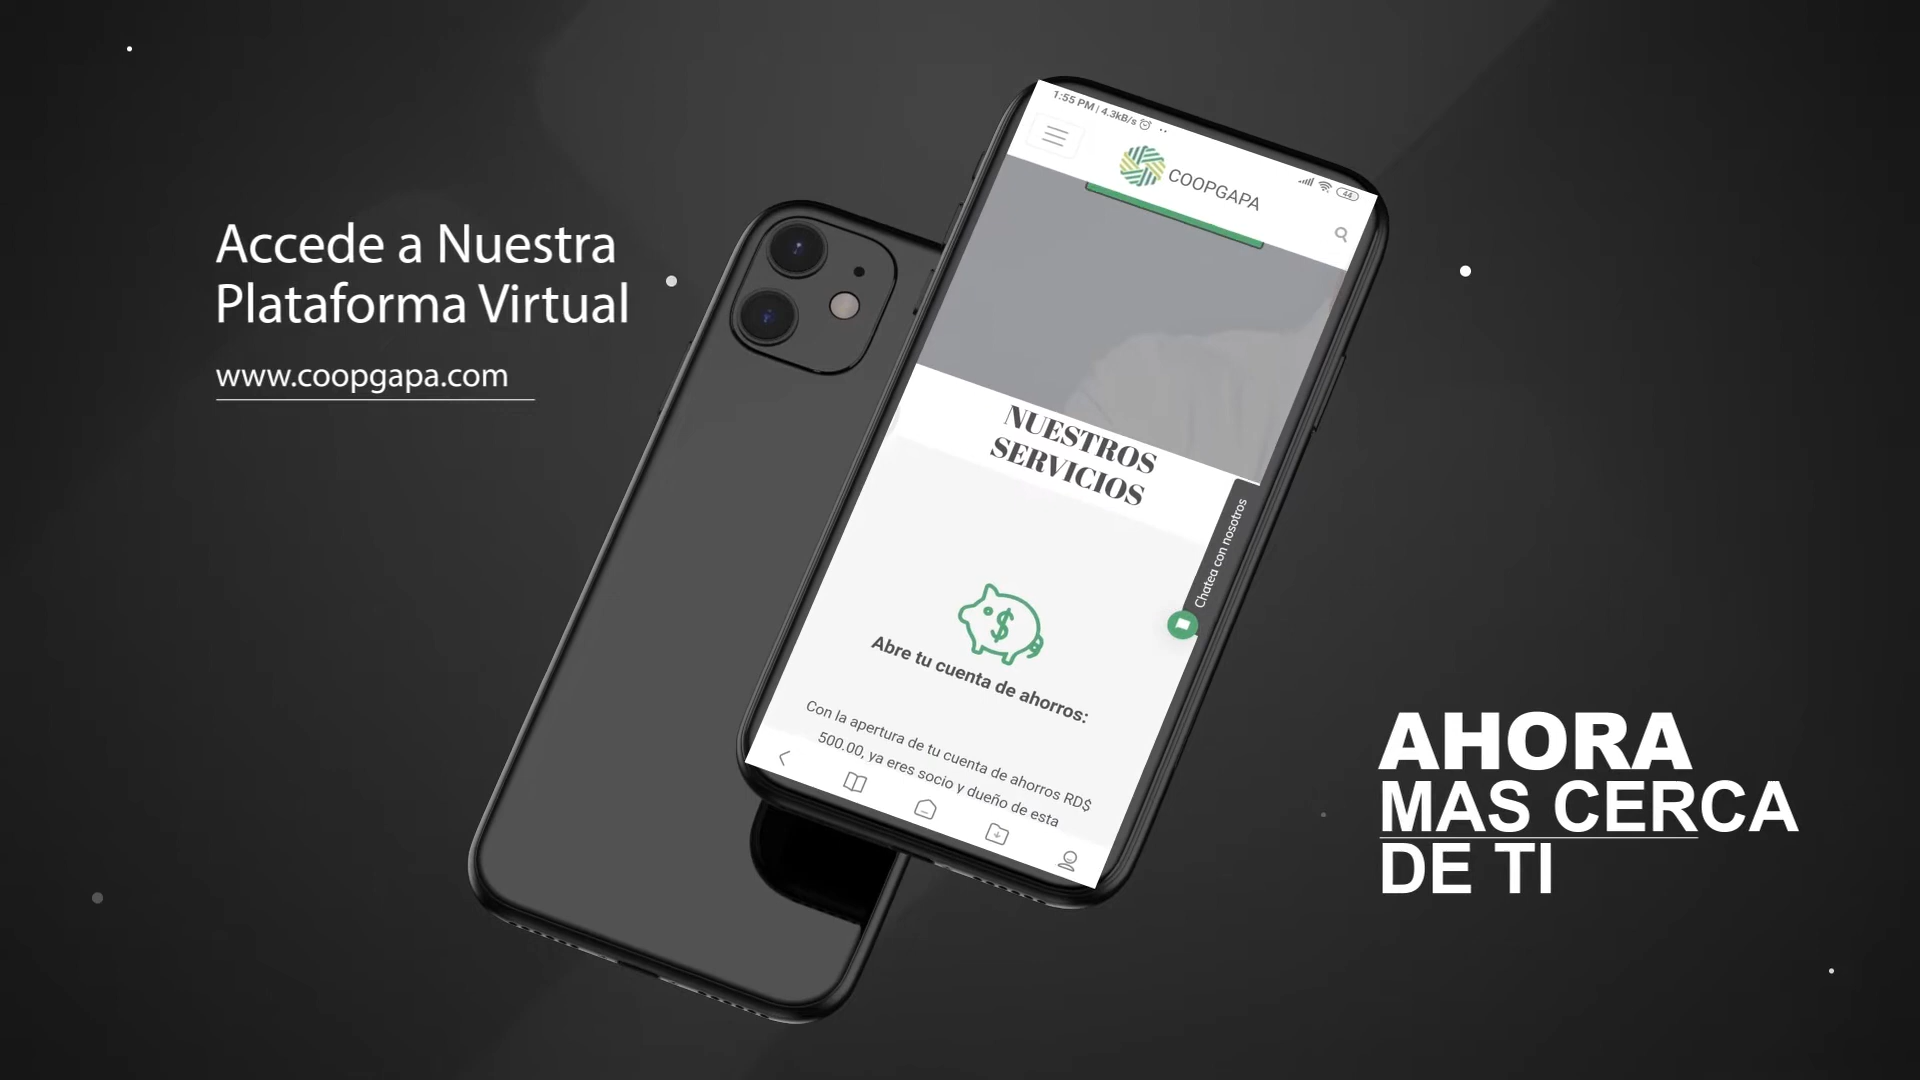 Accede a Nuestra
Plataforma Virtual
www.coopgapa.com
1:55 PM | 4.3kB/s
44
COOPGAPA
NUESTROS
SERVICIOS
Chatea con nosotros
Abre tu cuenta de ahorros:
Con la apertura de tu cuenta de ahorros RD$
500.00, ya eres socio y dueño de esta
AHORA
MAS CERCA
DE TI